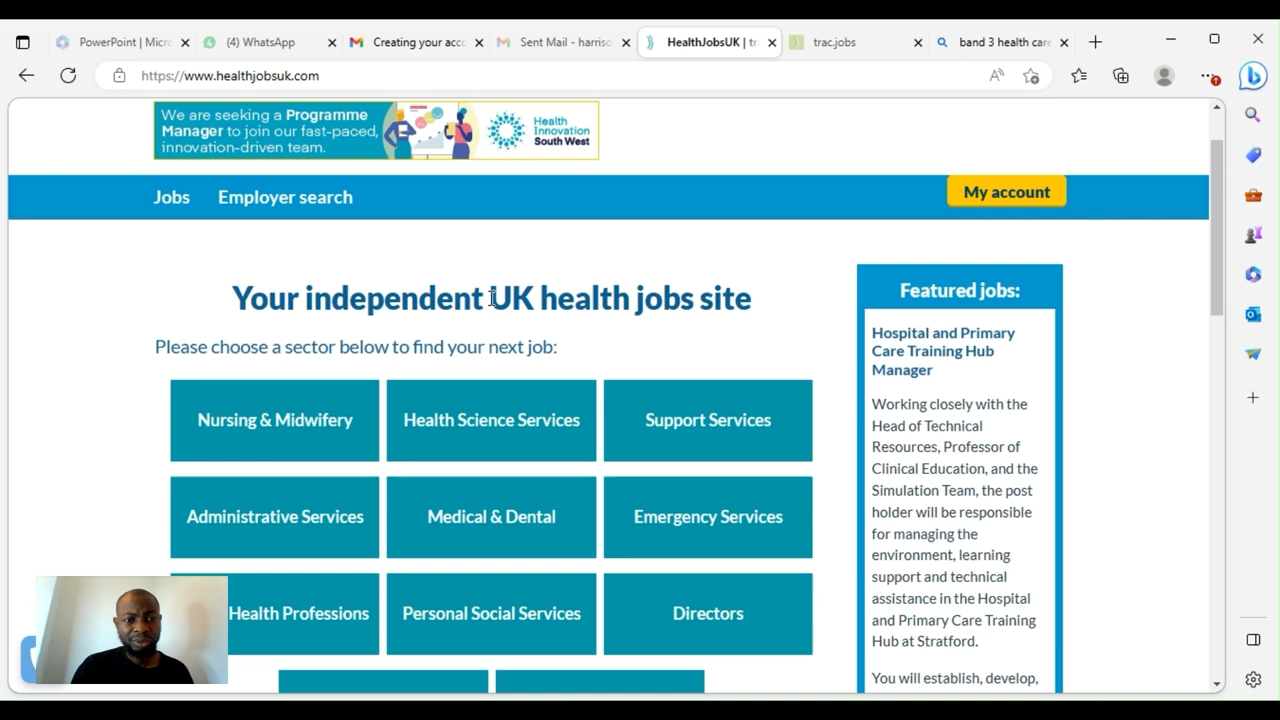 PowerPoint | Micr
(4) WhatsApp
Creating your acc
Sent Mail - harriso
HealthJobsUK | tr
trac.jobs
band 3 health care
https://www.healthjobsuk.com
We are seeking a Programme
Manager to join our fast-paced,
innovation-driven team.
Health
Innovation
South West
Jobs
Employer search
My account
Your independent UK health jobs site
Please choose a sector below to find your next job:
Nursing & Midwifery
Health Science Services
Support Services
Administrative Services
Medical & Dental
Emergency Services
Health Professions
Personal Social Services
Directors
Featured jobs:
Hospital and Primary
Care Training Hub
Manager
Working closely with the
Head of Technical
Resources, Professor of
Clinical Education, and the
Simulation Team, the post
holder will be responsible
for managing the
environment, learning
support and technical
assistance in the Hospital
and Primary Care Training
Hub at Stratford.
You will establish, develop,